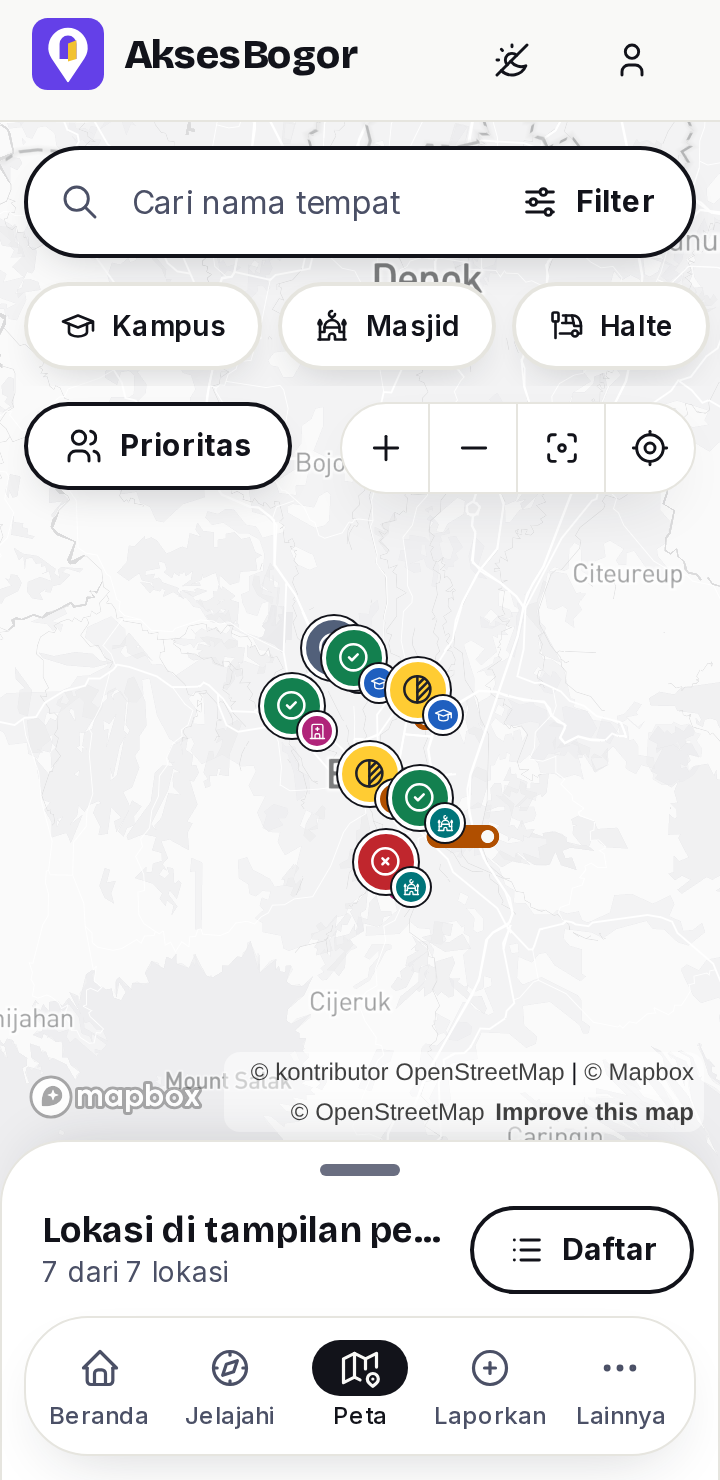 AksesBogor
Cari nama tempat
Filter
Depok
Kampus
Masjid
Halte
Prioritas
Bojo
Citeureup
Cijeruk
Mount Salak
© kontributor OpenStreetMap | © Mapbox
mapbox
© OpenStreetMap Improve this map
Caringin
Lokasi di tampilan pe...
7 dari 7 lokasi
Daftar
Beranda
Jelajahi
Peta
Laporkan
Lainnya